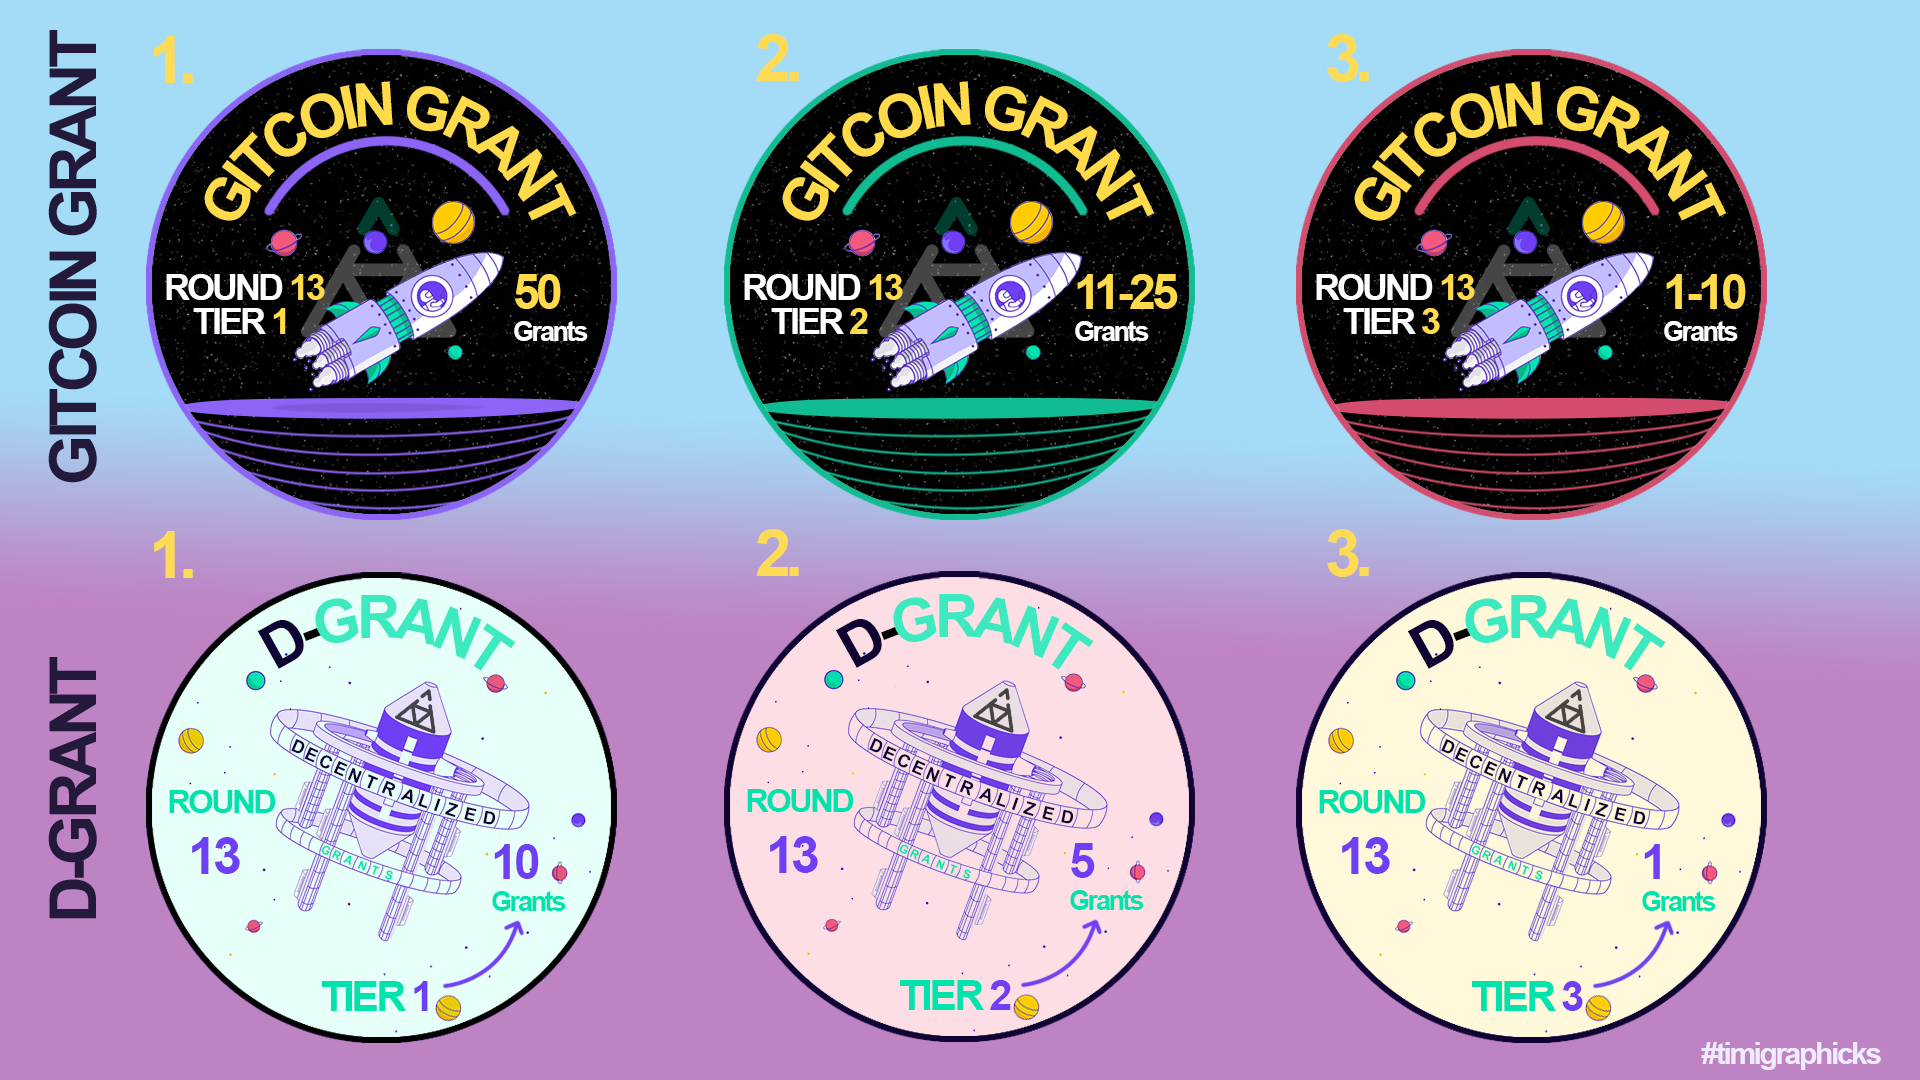 GITCOIN GRANT
1.
GITCOIN GRANT
ROUND 13
TIER 1
50
Grants
2.
GITCOIN GRANT
ROUND 13
TIER 2
11-25
Grants
3.
GITCOIN GRANT
ROUND 13
TIER 3
1-10
Grants
D-GRANT
1.
D-GRANT
DECENTRALIZED
GRANTS
ROUND
13
10
Grants
TIER 1
2.
D-GRANT
DECENTRALIZED
GRANTS
ROUND
13
5
Grants
TIER 2
3.
D-GRANT
DECENTRALIZED
GRANTS
ROUND
13
1
Grants
TIER 3
#timigraphicks